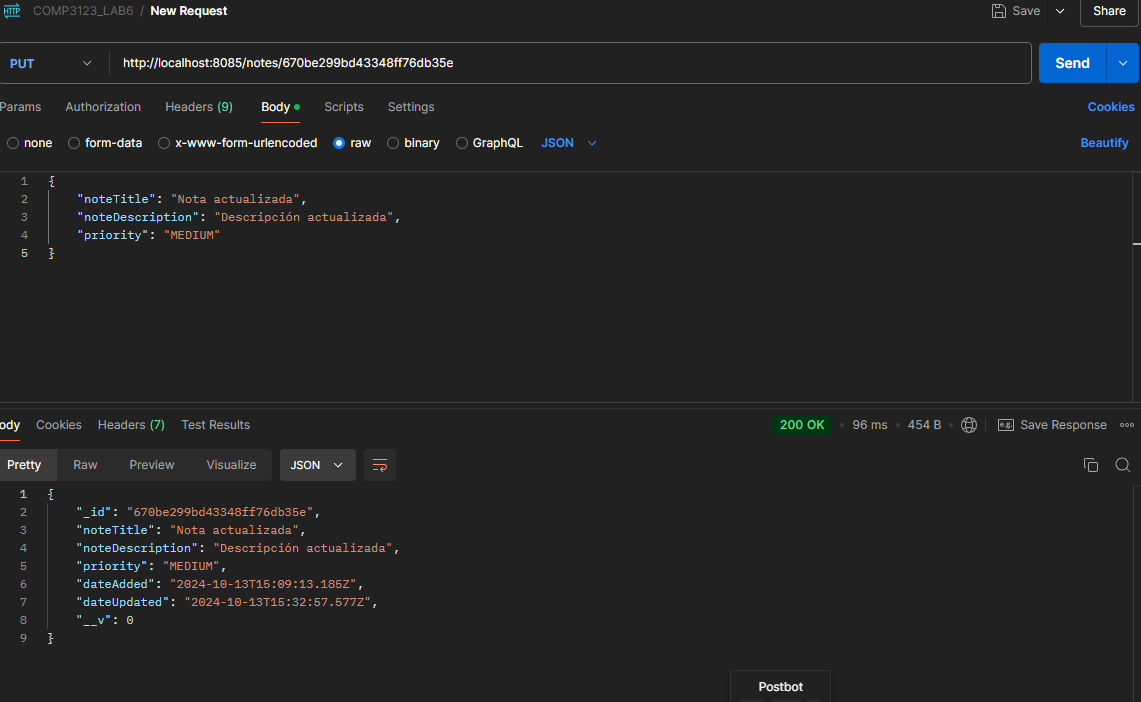 HTTP COMP3123_LAB6 / New Request Save Share
PUT http://localhost:8085/notes/670be299bd43348ff76db35e Send
Params Authorization Headers (9) Body Scripts Settings Cookies
none form-data x-www-form-urlencoded raw binary GraphQL JSON Beautify
1 {
2 "noteTitle": "Nota actualizada",
3 "noteDescription": "Descripción actualizada",
4 "priority": "MEDIUM"
5 }
ody Cookies Headers (7) Test Results 200 OK • 96 ms • 454 B e.g. Save Response
Pretty Raw Preview Visualize JSON
1 {
2 "_id": "670be299bd43348ff76db35e",
3 "noteTitle": "Nota actualizada",
4 "noteDescription": "Descripción actualizada",
5 "priority": "MEDIUM",
6 "dateAdded": "2024-10-13T15:09:13.185Z",
7 "dateUpdated": "2024-10-13T15:32:57.577Z",
8 "__v": 0
9 }
Postbot